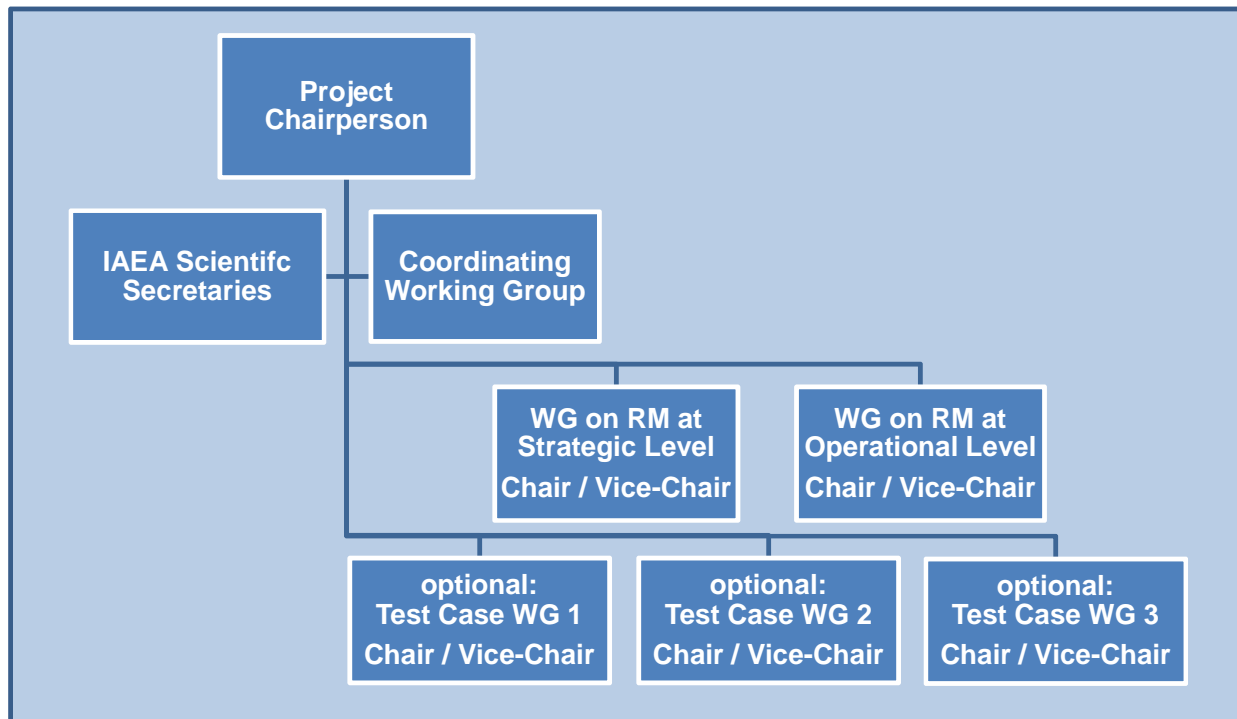 Project
Chairperson
IAEA Scientifc
Secretaries
Coordinating
Working Group
WG on RM at
Strategic Level
Chair / Vice-Chair
WG on RM at
Operational Level
Chair / Vice-Chair
optional:
Test Case WG 1
Chair / Vice-Chair
optional:
Test Case WG 2
Chair / Vice-Chair
optional:
Test Case WG 3
Chair / Vice-Chair